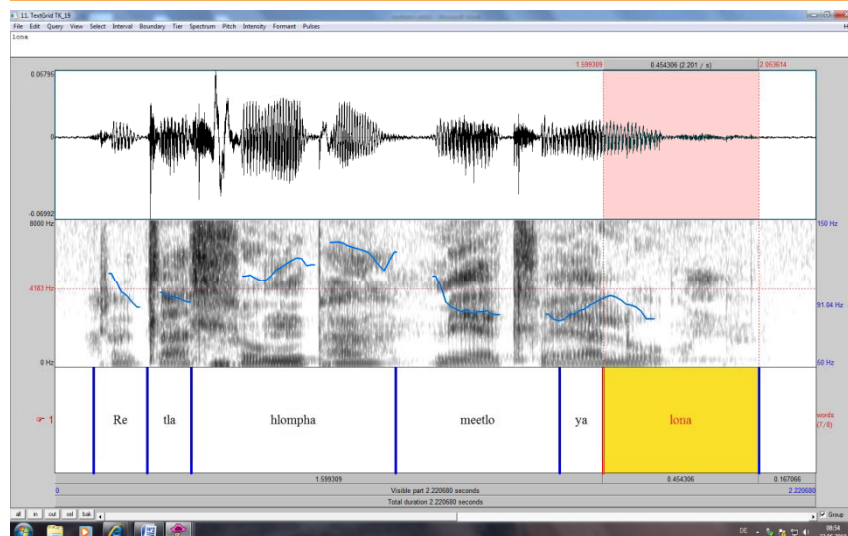 11. TextGrid TK_19
File Edit Query View Select Interval Boundary Tier Spectrum Pitch Intensity Formant Pulses H
lona
1.599309 0.454306 (2.201 / s) 2.053614
0.05795
0
-0.06992
8000 Hz 150 Hz
4183 Hz
91.04 Hz
0 Hz 50 Hz
☞ 1 Re tla hlompha meetlo ya lona words
(7/8)
1.599309 0.454306 0.167066
0 Visible part 2.220680 seconds 2.220680
Total duration 2.220680 seconds
all in out sel bak Group
DE 08:54